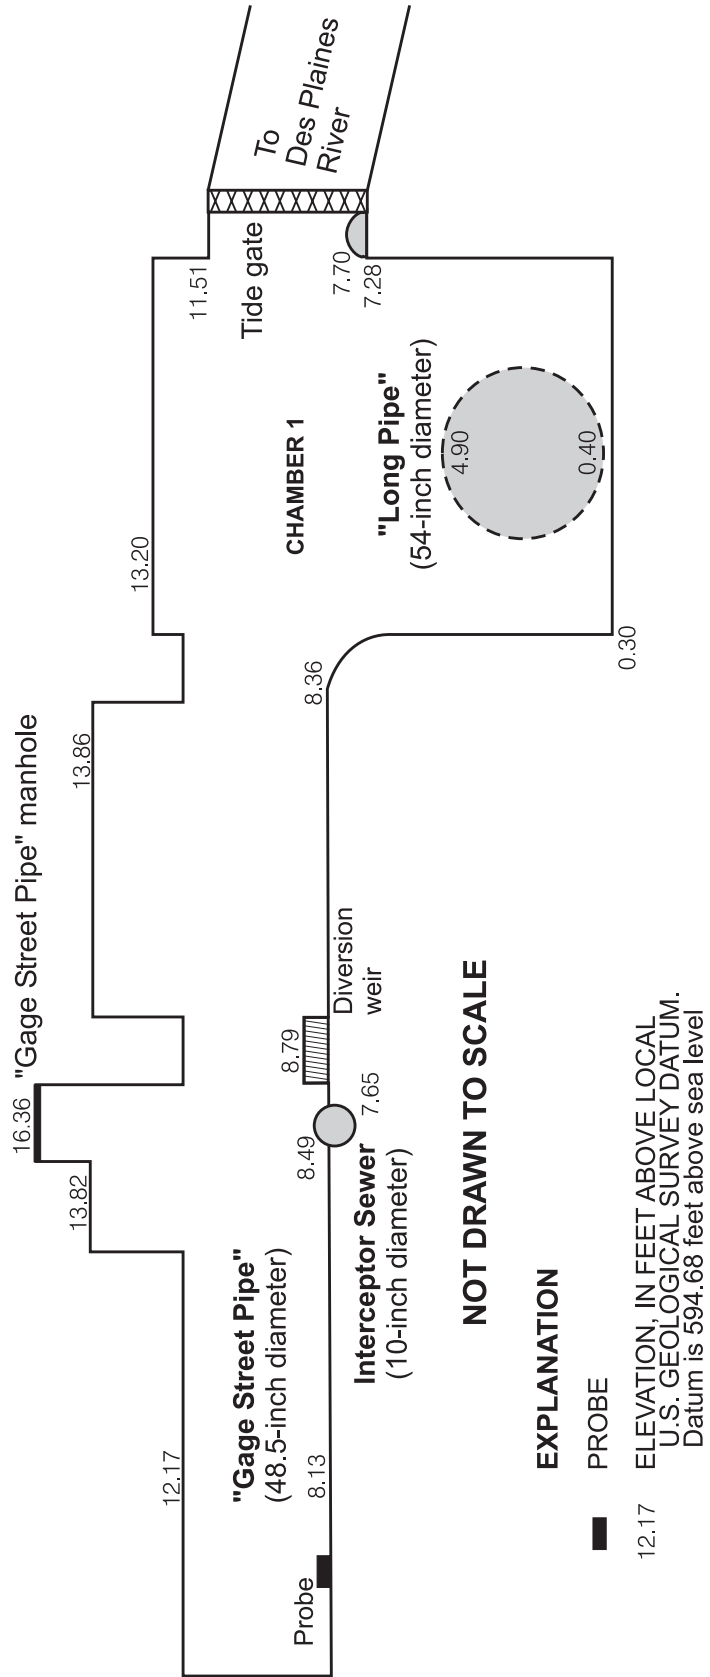 "Gage Street Pipe" manhole
16.36
13.82
13.86
13.20
12.17
11.51
To
Des Plaines
River
Tide gate
7.70
7.28
CHAMBER 1
"Long Pipe"
(54-inch diameter)
4.90
0.40
0.30
8.36
8.79
Diversion
weir
8.49
7.65
"Gage Street Pipe"
(48.5-inch diameter)
8.13
Probe
Interceptor Sewer
(10-inch diameter)
NOT DRAWN TO SCALE
EXPLANATION
PROBE
12.17 ELEVATION, IN FEET ABOVE LOCAL
U.S. GEOLOGICAL SURVEY DATUM.
Datum is 594.68 feet above sea level